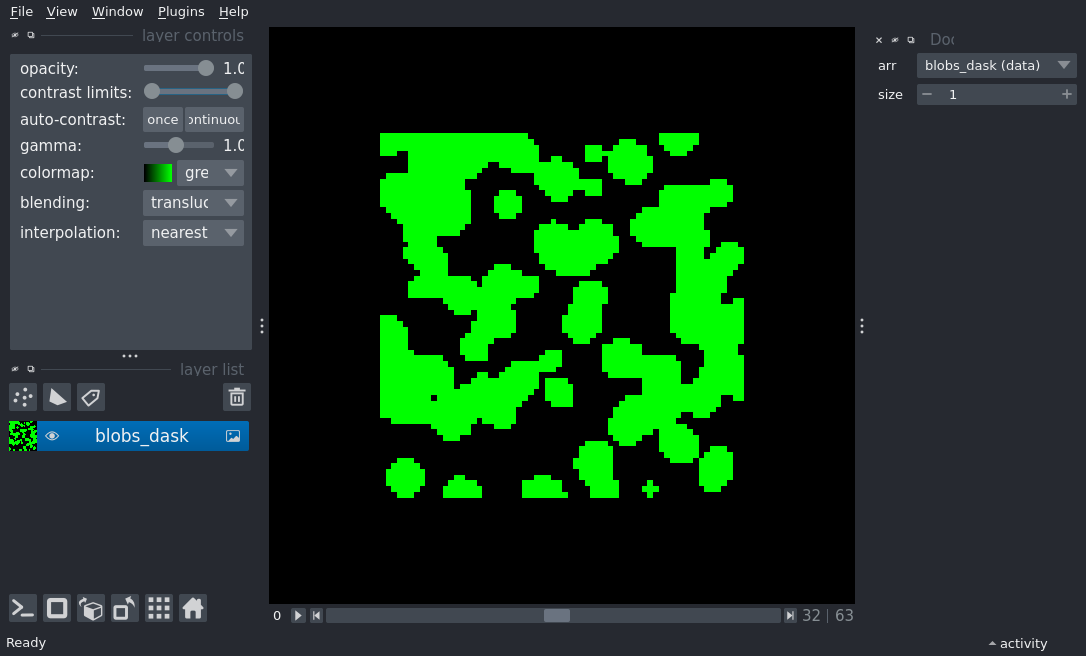 File View Window Plugins Help
layer controls
opacity: 1.0
contrast limits:
auto-contrast: once ontinuou
gamma: 1.0
colormap: gre
blending: transluc
interpolation: nearest
layer list
blobs_dask
0 32 | 63
Ready
Doc
arr blobs_dask (data)
size 1
activity